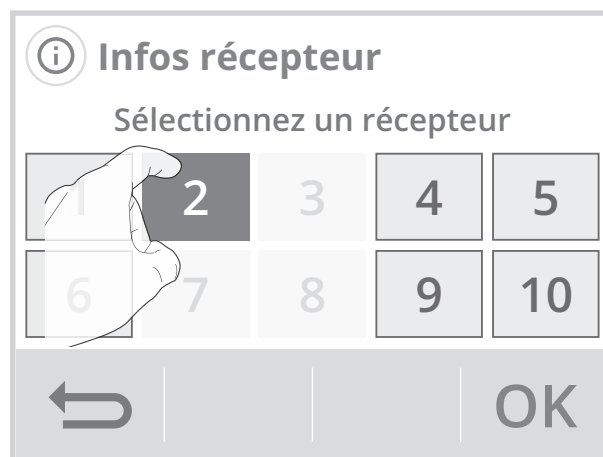 Infos récepteur
Sélectionnez un récepteur
1 2 3 4 5
6 7 8 9 10
OK